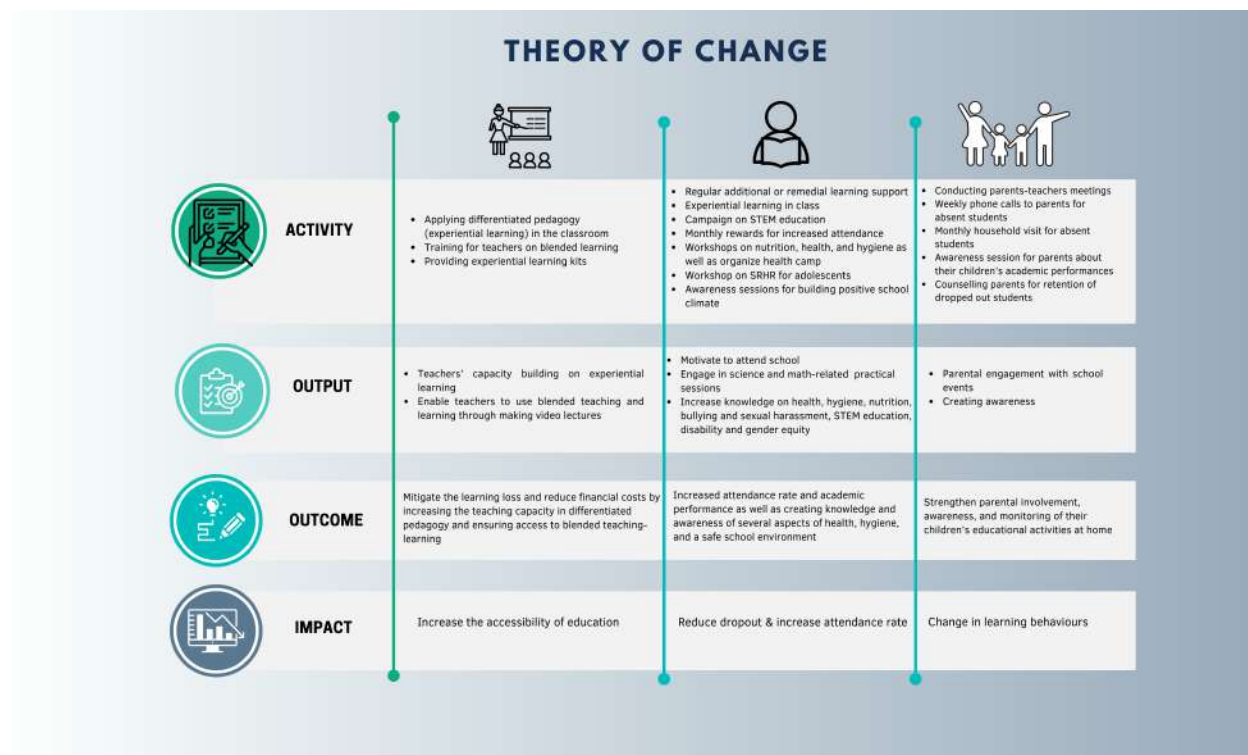 THEORY OF CHANGE
ACTIVITY
• Applying differentiated pedagogy
(experiential learning) in the classroom
• Training for teachers on blended learning
• Providing experiential learning kits
• Regular additional or remedial learning support
• Experiential learning in class
• Campaign on STEM education
• Monthly rewards for increased attendance
• Workshops on nutrition, health, and hygiene as
well as organize health camp
• Workshop on SRHR for adolescents
• Awareness sessions for building positive school
climate
• Conducting parents-teachers meetings
• Weekly phone calls to parents for
absent students
• Monthly household visit for absent
students
• Awareness session for parents about
their children's academic performances
• Counselling parents for retention of
dropped out students
OUTPUT
• Teachers' capacity building on experiential
learning
• Enable teachers to use blended teaching and
learning through making video lectures
• Motivate to attend school
• Engage in science and math-related practical
sessions
• Increase knowledge on health, hygiene, nutrition,
bullying and sexual harassment, STEM education,
disability and gender equity
• Parental engagement with school
events
• Creating awareness
OUTCOME
Mitigate the learning loss and reduce financial costs by
increasing the teaching capacity in differentiated
pedagogy and ensuring access to blended teaching-
learning
Increased attendance rate and academic
performance as well as creating knowledge and
awareness of several aspects of health, hygiene,
and a safe school environment
Strengthen parental involvement,
awareness, and monitoring of their
children's educational activities at home
IMPACT
Increase the accessibility of education
Reduce dropout & increase attendance rate
Change in learning behaviours